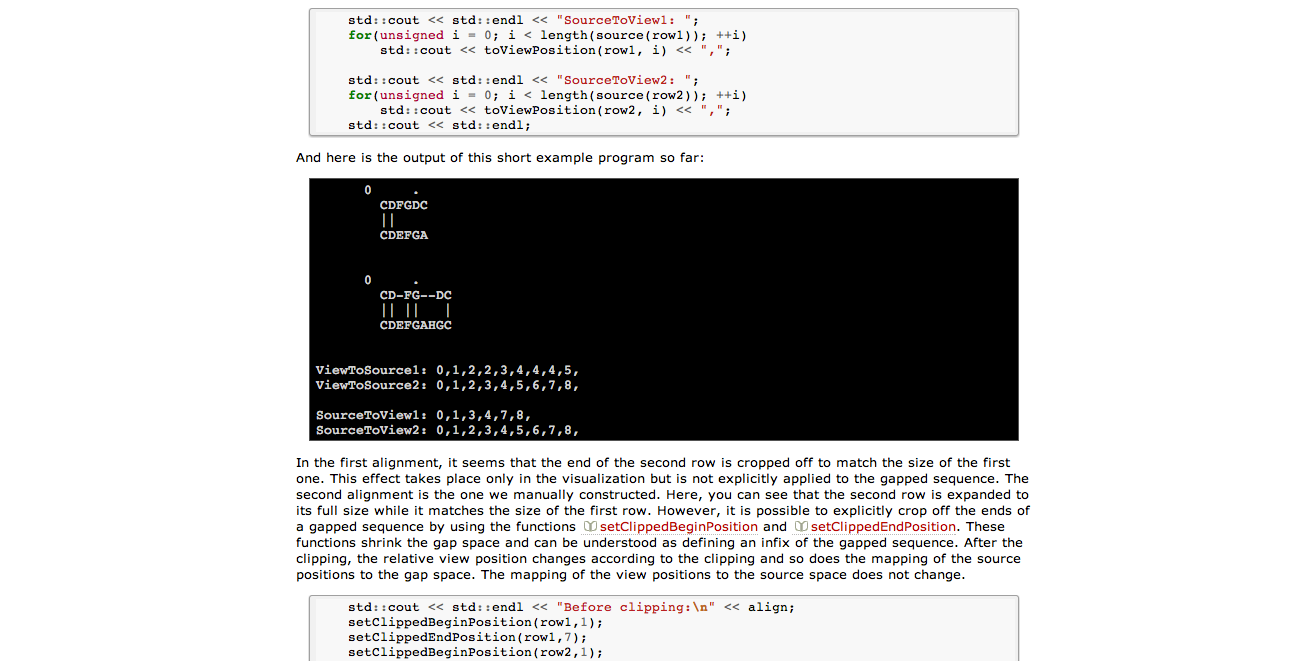 std::cout << std::endl << "SourceToView1: ";
for(unsigned i = 0; i < length(source(row1)); ++i)
    std::cout << toViewPosition(row1, i) << ",";

std::cout << std::endl << "SourceToView2: ";
for(unsigned i = 0; i < length(source(row2)); ++i)
    std::cout << toViewPosition(row2, i) << ",";
std::cout << std::endl;
And here is the output of this short example program so far:
      0     .
        CDFGDC
        ||
        CDEFGA

      0     .
        CD-FG--DC
        || ||   |
        CDEFGAHGC

ViewToSource1: 0,1,2,2,3,4,4,4,5,
ViewToSource2: 0,1,2,3,4,5,6,7,8,

SourceToView1: 0,1,3,4,7,8,
SourceToView2: 0,1,2,3,4,5,6,7,8,
In the first alignment, it seems that the end of the second row is cropped off to match the size of the first
one. This effect takes place only in the visualization but is not explicitly applied to the gapped sequence. The
second alignment is the one we manually constructed. Here, you can see that the second row is expanded to
its full size while it matches the size of the first row. However, it is possible to explicitly crop off the ends of
a gapped sequence by using the functions setClippedBeginPosition and setClippedEndPosition. These
functions shrink the gap space and can be understood as defining an infix of the gapped sequence. After the
clipping, the relative view position changes according to the clipping and so does the mapping of the source
positions to the gap space. The mapping of the view positions to the source space does not change.
std::cout << std::endl << "Before clipping:\n" << align;
setClippedBeginPosition(row1,1);
setClippedEndPosition(row1,7);
setClippedBeginPosition(row2,1);